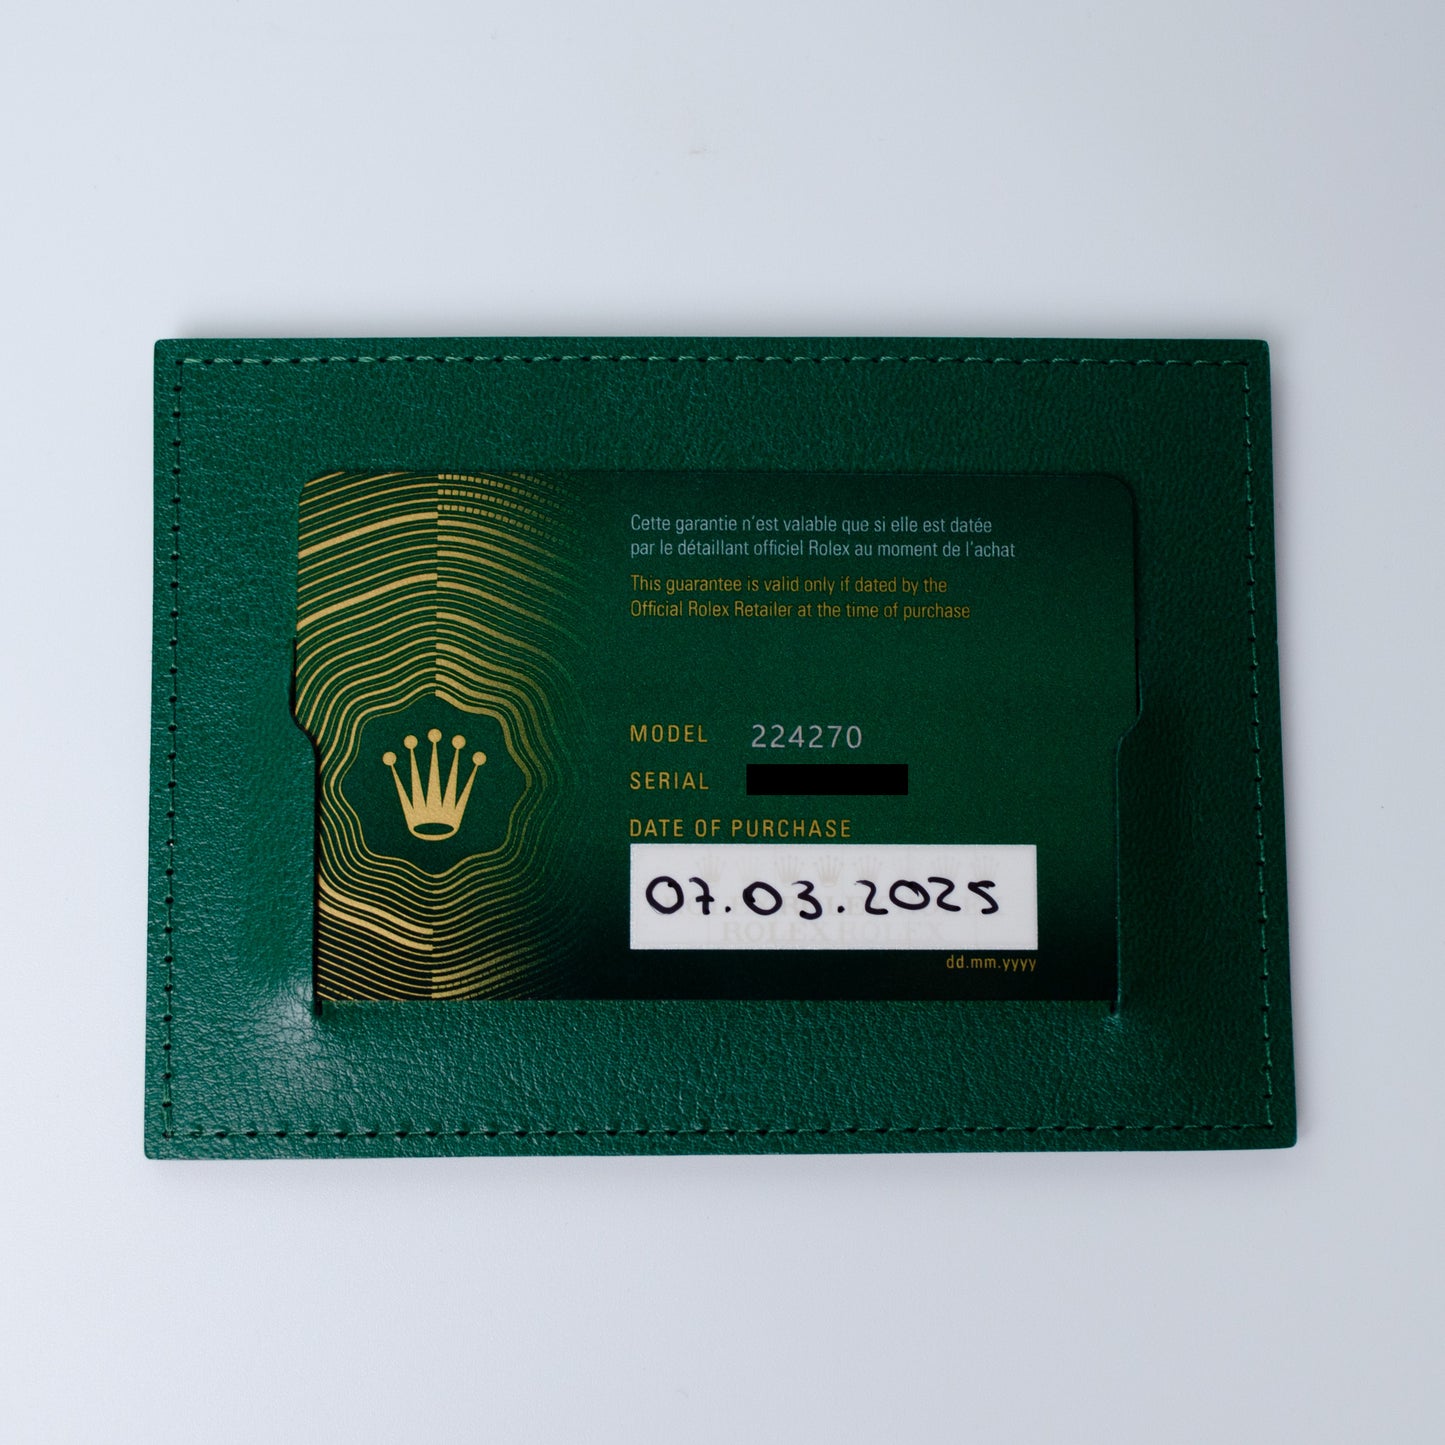 Cette garantie n'est valable que si elle est datée
par le détaillant officiel Rolex au moment de l'achat
This guarantee is valid only if dated by the
Official Rolex Retailer at the time of purchase
MODEL 224270
SERIAL
DATE OF PURCHASE
07.03.2025
ROLEX ROLEX
dd.mm.yyyy